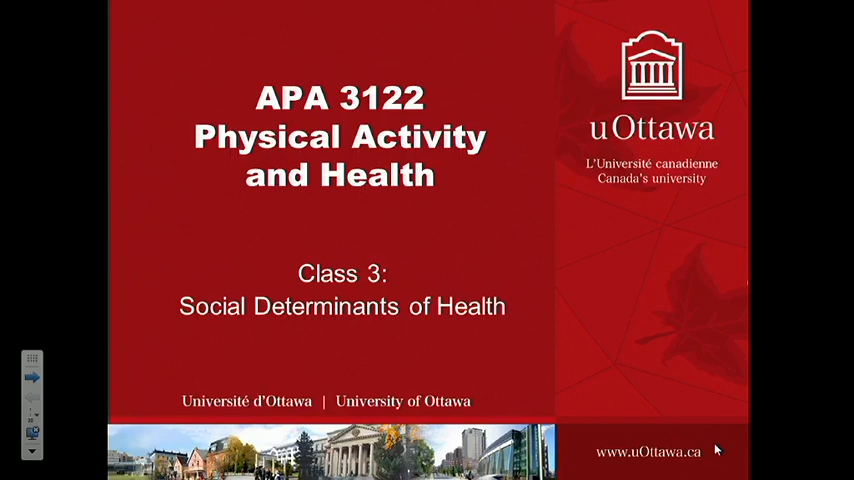 APA 3122
Physical Activity
and Health
Class 3:
Social Determinants of Health
Université d'Ottawa | University of Ottawa
uOttawa
L'Université canadienne
Canada's university
www.uOttawa.ca